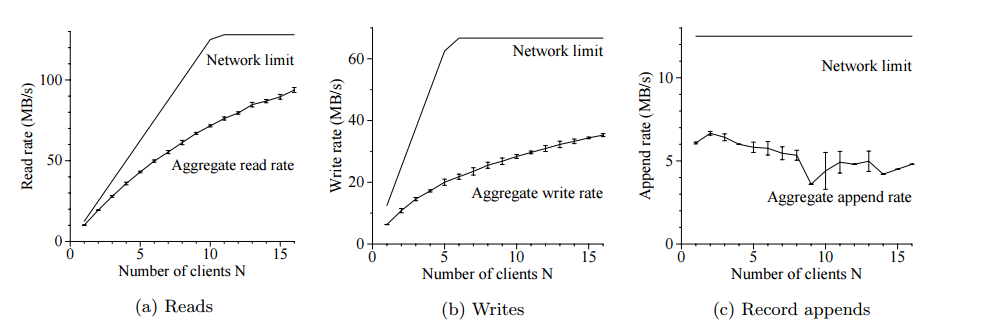 Read rate (MB/s)
100
50
0
Network limit
Aggregate read rate
0
5
10
15
Number of clients N
(a) Reads
Write rate (MB/s)
60
40
20
0
Network limit
Aggregate write rate
0
5
10
15
Number of clients N
(b) Writes
Append rate (MB/s)
10
5
0
Network limit
Aggregate append rate
0
5
10
15
Number of clients N
(c) Record appends